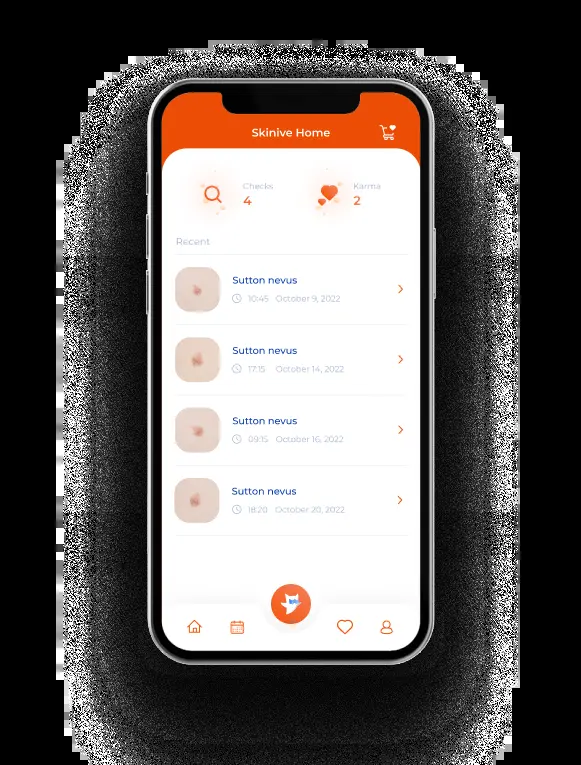 Skinive Home
Checks
4
Karma
2
Recent
Sutton nevus
10:45 October 9, 2022
Sutton nevus
17:15 October 14, 2022
Sutton nevus
09:15 October 16, 2022
Sutton nevus
18:20 October 20, 2022